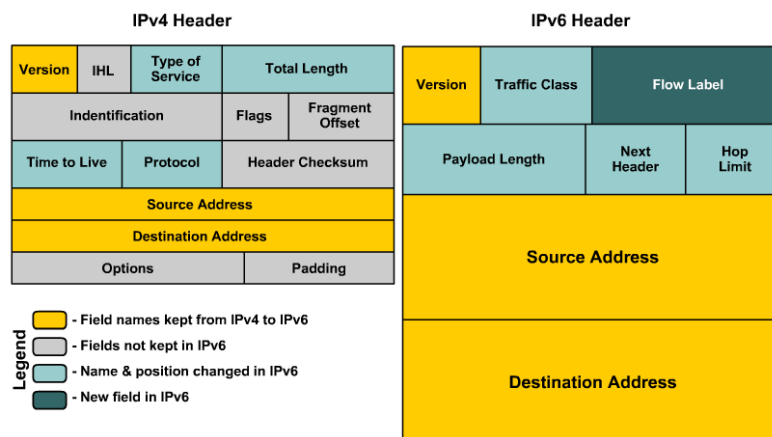 IPv4 Header
IPv6 Header
Version
IHL
Type of
Service
Total Length
Indentification
Flags
Fragment
Offset
Time to Live
Protocol
Header Checksum
Source Address
Destination Address
Options
Padding
Version
Traffic Class
Flow Label
Payload Length
Next
Header
Hop
Limit
Source Address
Destination Address
Legend
- Field names kept from IPv4 to IPv6
- Fields not kept in IPv6
- Name & position changed in IPv6
- New field in IPv6